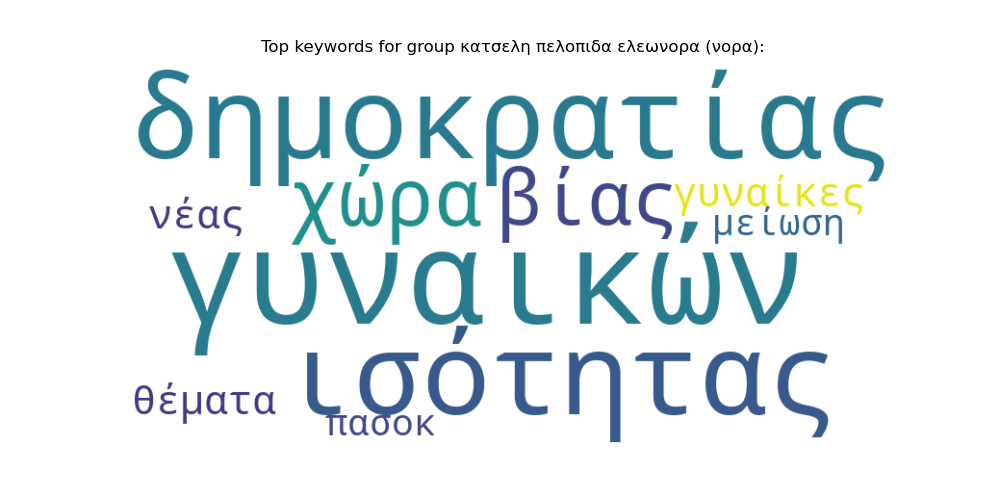 Top keywords for group κατσελη πελοπιδα ελεωνορα (νορα):
δημοκρατίας
νέας χώρα βίας γυναίκες
μείωση
γυναικών
ισότητας
θέματα
πασοκ